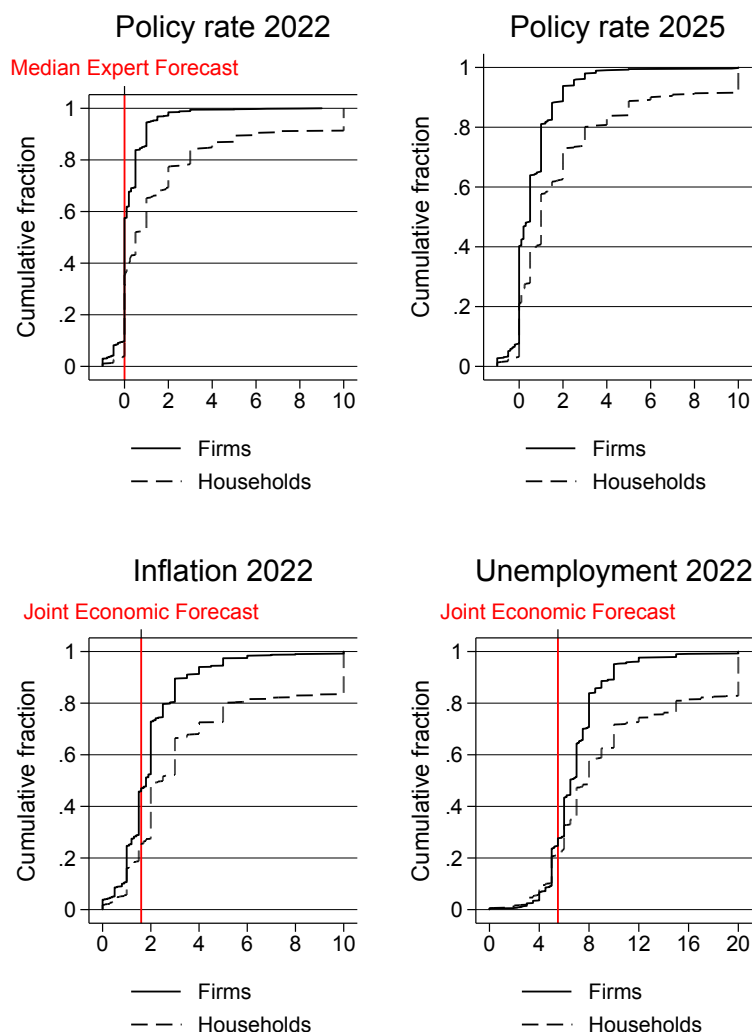 Policy rate 2022
Median Expert Forecast
Cumulative fraction
1
.8
.6
.4
.2
0
0 2 4 6 8 10
Firms
Households
Policy rate 2025
Cumulative fraction
1
.8
.6
.4
.2
0
0 2 4 6 8 10
Firms
Households
Inflation 2022
Joint Economic Forecast
Cumulative fraction
1
.8
.6
.4
.2
0
0 2 4 6 8 10
Firms
Households
Unemployment 2022
Joint Economic Forecast
Cumulative fraction
1
.8
.6
.4
.2
0
0 4 8 12 16 20
Firms
Households